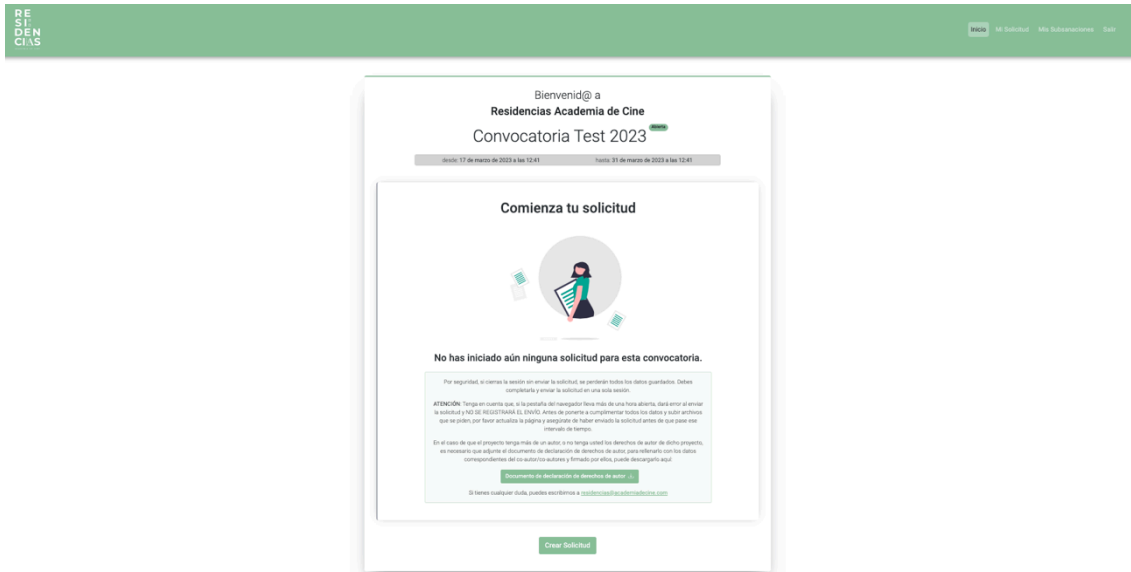 RE
SI
DEN
CIAS
Inicio Mi Solicitud Mis Subsanaciones Salir
Bienvenid@ a
Residencias Academia de Cine
Convocatoria Test 2023 Abierta
desde: 17 de marzo de 2023 a las 12:41 hasta: 31 de marzo de 2023 a las 12:41
Comienza tu solicitud
No has iniciado aún ninguna solicitud para esta convocatoria.
Por seguridad, si cierras la sesión sin enviar la solicitud, se perderán todos los datos guardados. Debes
completarla y enviar la solicitud en una sola sesión.
ATENCIÓN: Tenga en cuenta que, si la pestaña del navegador lleva más de una hora abierta, dará error al enviar
la solicitud y NO SE REGISTRARÁ EL ENVÍO. Antes de ponerte a cumplimentar todos los datos y subir archivos
que se piden, por favor actualiza la página y asegúrate de haber enviado la solicitud antes de que pase ese
intervalo de tiempo.
En el caso de que el proyecto tenga más de un autor, o no tenga usted los derechos de autor de dicho proyecto,
es necesario que adjunte el documento de declaración de derechos de autor, para rellenarlo con los datos
correspondientes del co-autor/co-autores y firmado por ellos, puede descargarlo aquí:
Documento de declaración de derechos de autor
Si tienes cualquier duda, puedes escribirnos a residencias@academiadecine.com
Crear Solicitud